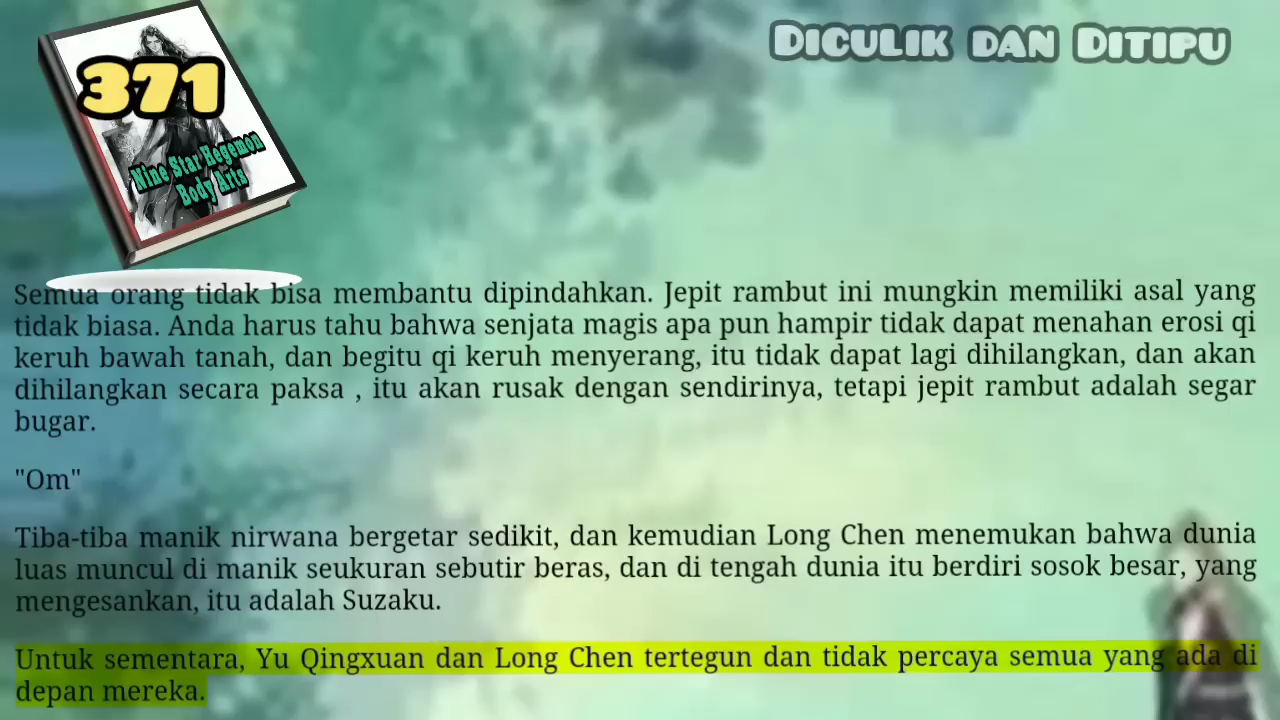 DICULIK DAN DITIPU
371
Nine Star Hegemon
Body Arts
Semua orang tidak bisa membantu dipindahkan. Jepit rambut ini mungkin memiliki asal yang
tidak biasa. Anda harus tahu bahwa senjata magis apa pun hampir tidak dapat menahan erosi qi
keruh bawah tanah, dan begitu qi keruh menyerang, itu tidak dapat lagi dihilangkan, dan akan
dihilangkan secara paksa , itu akan rusak dengan sendirinya, tetapi jepit rambut adalah segar
bugar.
"Om"
Tiba-tiba manik nirwana bergetar sedikit, dan kemudian Long Chen menemukan bahwa dunia
luas muncul di manik seukuran sebutir beras, dan di tengah dunia itu berdiri sosok besar, yang
mengesankan, itu adalah Suzaku.
Untuk sementara, Yu Qingxuan dan Long Chen tertegun dan tidak percaya semua yang ada di
depan mereka.